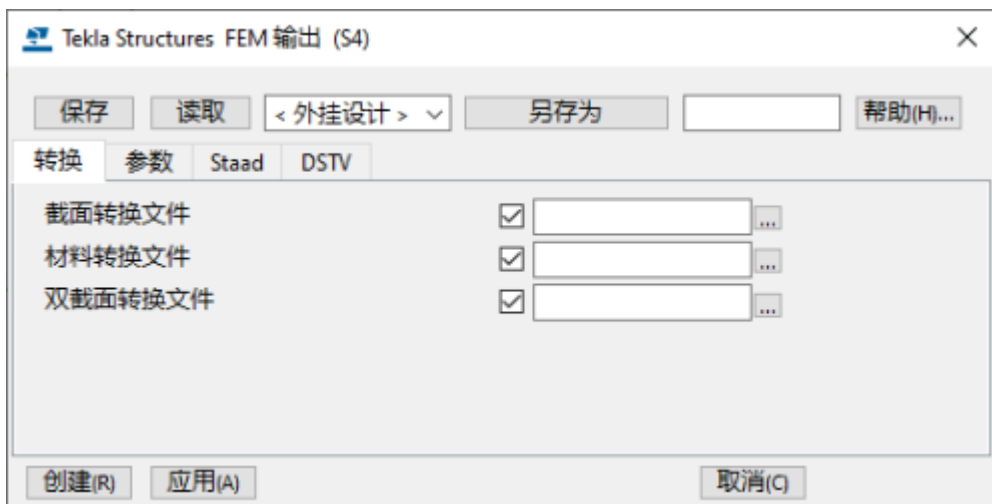 Tekla Structures FEM 输出 (S4)
保存 读取 < 外挂设计 > 另存为 帮助(H)...
转换 参数 Staad DSTV
截面转换文件 ...
材料转换文件 ...
双截面转换文件 ...
创建(R) 应用(A) 取消(C)